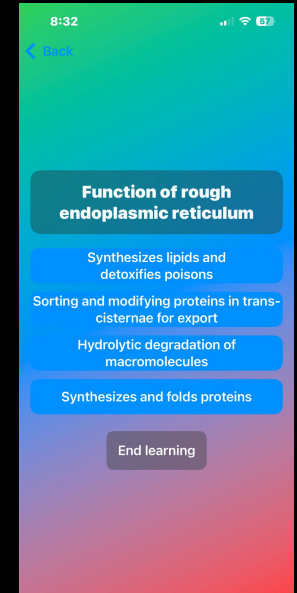 8:32
67
Back
Function of rough
endoplasmic reticulum
Synthesizes lipids and
detoxifies poisons
Sorting and modifying proteins in trans-
cisternae for export
Hydrolytic degradation of
macromolecules
Synthesizes and folds proteins
End learning